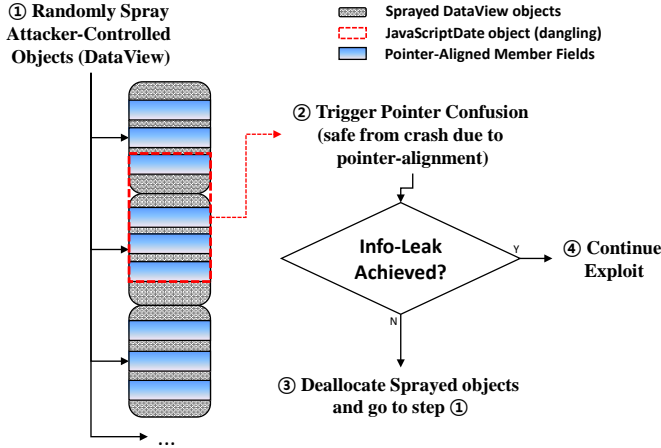 ① Randomly Spray
Attacker-Controlled
Objects (DataView)
Sprayed DataView objects
JavaScriptDate object (dangling)
Pointer-Aligned Member Fields
② Trigger Pointer Confusion
(safe from crash due to
pointer-alignment)
Info-Leak
Achieved?
Y
④ Continue
Exploit
N
③ Deallocate Sprayed objects
and go to step ①
...